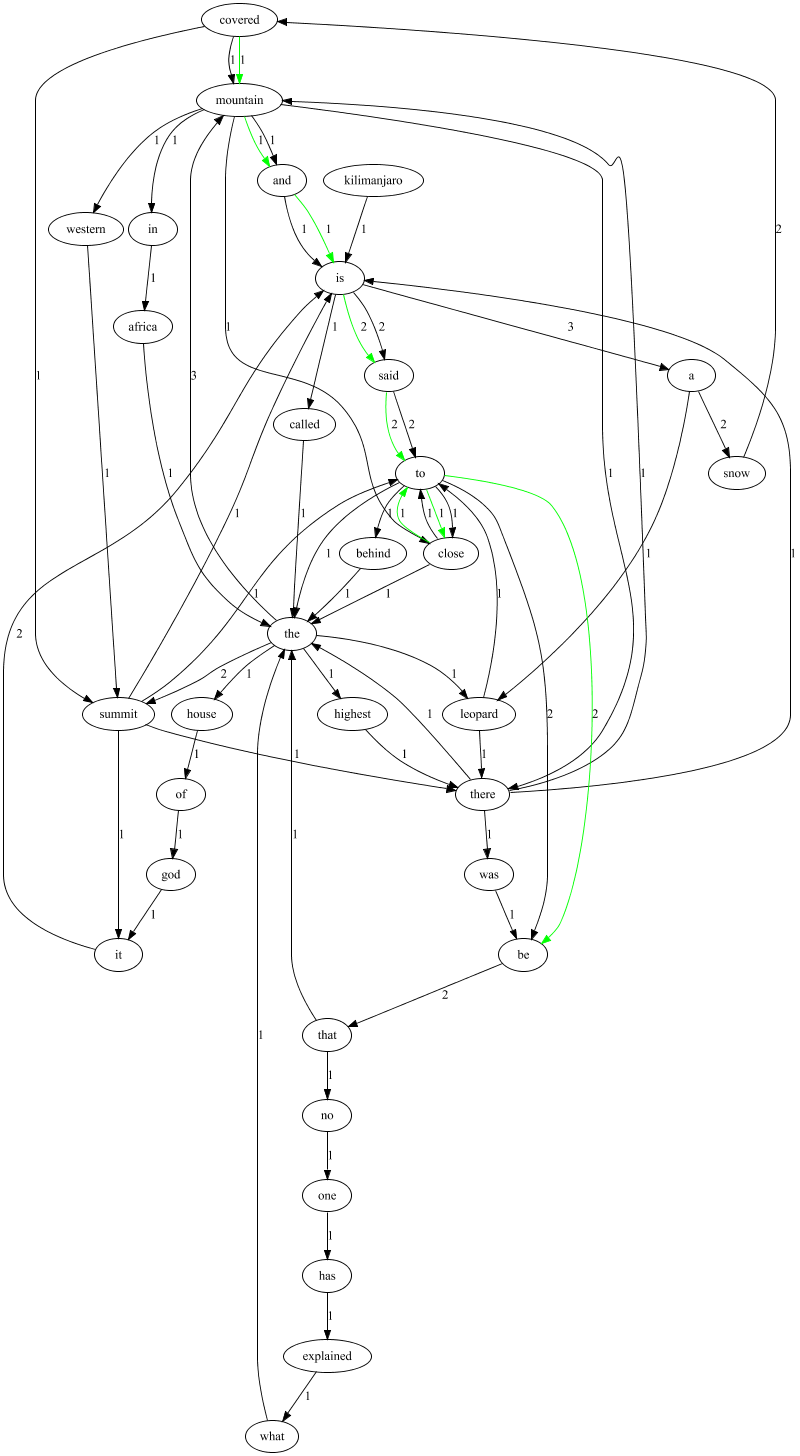 covered
1 1
mountain
1 1 1 1
and kilimanjaro
western in
1 1 1
is
1
africa
1 1 2 2 3 2
said a
1 3
called
2 2 2
to snow
1 1 1 1 1
1 1 1 1 1 1
behind close
1 1 1
1 1
the
2 1 1 1
2
summit house highest leopard
1 2 2
1 1 1 1
of there
1 1 1 1
god was
1 1
it be
2
that
1 1
no
1
one
1
has
1
explained
1
what